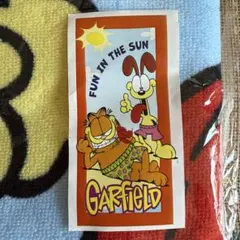 FUN IN THE SUN
GARFIELD